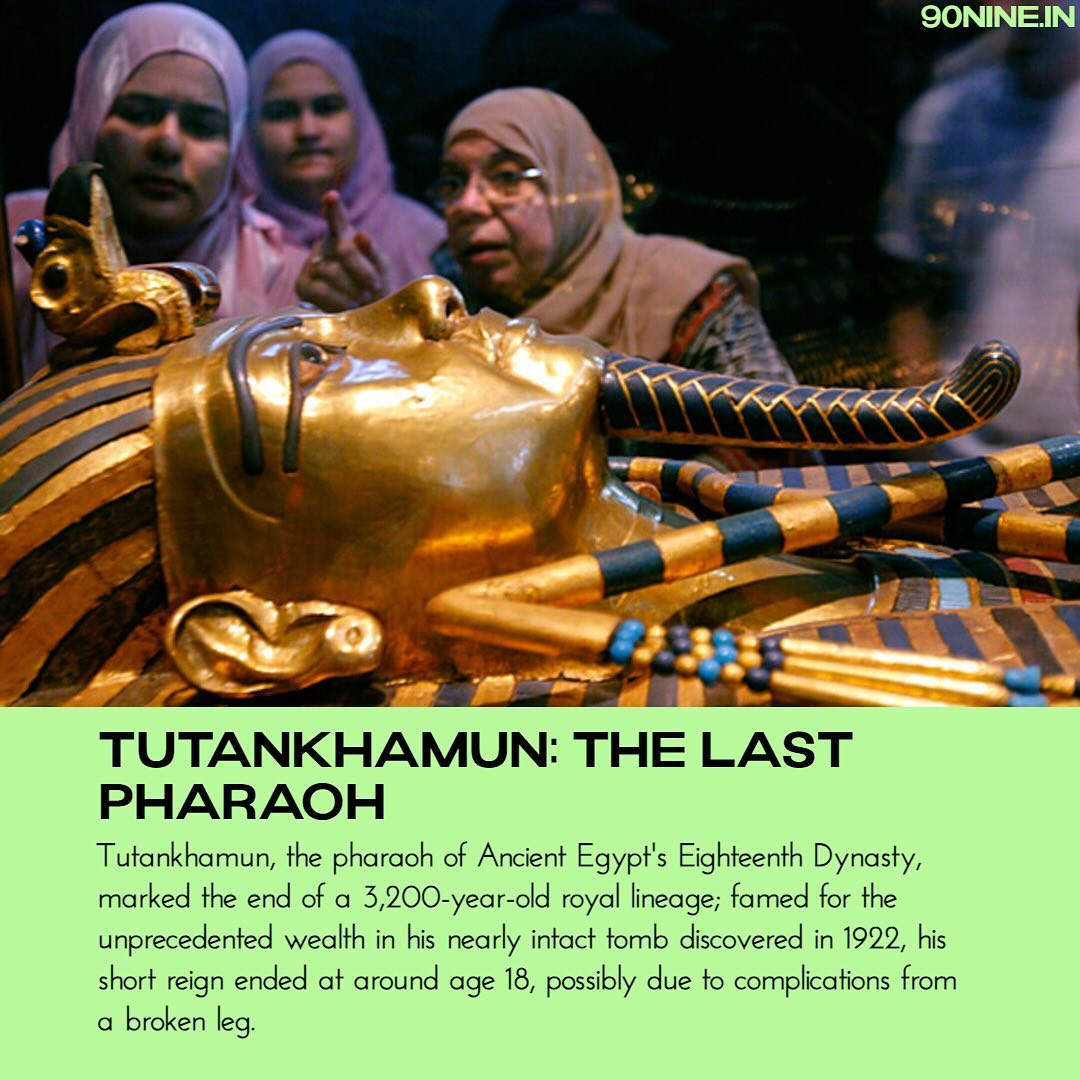 90NINE.IN
TUTANKHAMUN: THE LAST
PHARAOH
Tutankhamun, the pharaoh of Ancient Egypt's Eighteenth Dynasty,
marked the end of a 3,200-year-old royal lineage; famed for the
unprecedented wealth in his nearly intact tomb discovered in 1922, his
short reign ended at around age 18, possibly due to complications from
a broken leg.